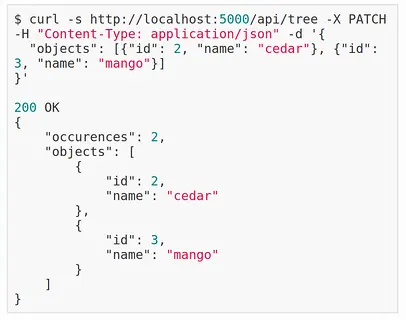 $ curl -s http://localhost:5000/api/tree -X PATCH
-H "Content-Type: application/json" -d '{
  "objects": [{"id": 2, "name": "cedar"}, {"id":
3, "name": "mango"}]
}'

200 OK
{
    "occurences": 2,
    "objects": [
        {
            "id": 2,
            "name": "cedar"
        },
        {
            "id": 3,
            "name": "mango"
        }
    ]
}